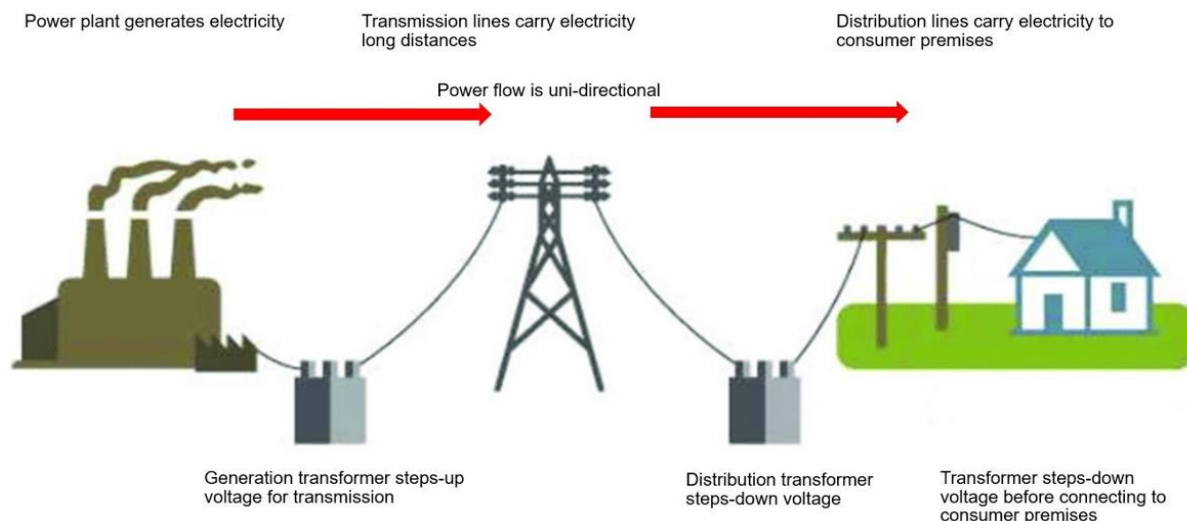 Power plant generates electricity
Transmission lines carry electricity
long distances
Distribution lines carry electricity to
consumer premises
Power flow is uni-directional
Generation transformer steps-up
voltage for transmission
Distribution transformer
steps-down voltage
Transformer steps-down
voltage before connecting to
consumer premises